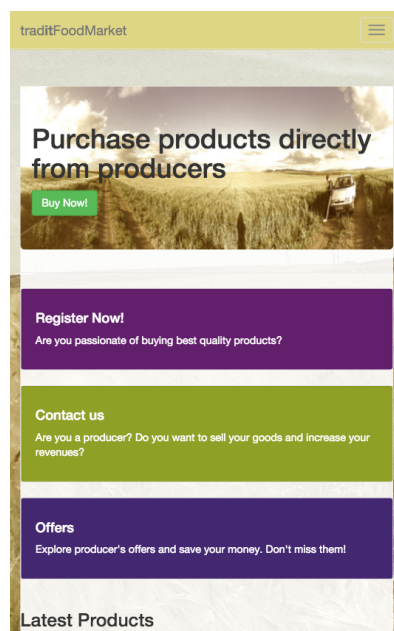 traditFoodMarket
Purchase products directly
from producers
Buy Now!
Register Now!
Are you passionate of buying best quality products?
Contact us
Are you a producer? Do you want to sell your goods and increase your
revenues?
Offers
Explore producer's offers and save your money. Don't miss them!
Latest Products